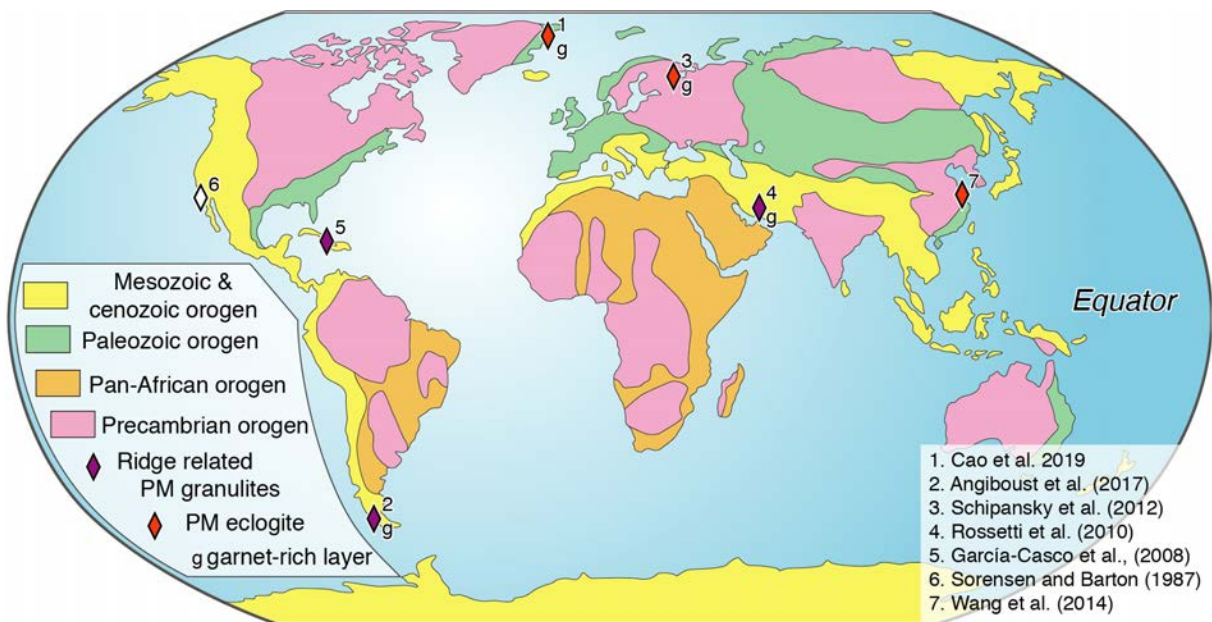 1
g
3
g
6
5
4
g
7
Equator
Mesozoic &
cenozoic orogen
Paleozoic orogen
Pan-African orogen
Precambrian orogen
Ridge related
PM granulites
PM eclogite
g garnet-rich layer
2
g
1. Cao et al. 2019
2. Angiboust et al. (2017)
3. Schipansky et al. (2012)
4. Rossetti et al. (2010)
5. García-Casco et al., (2008)
6. Sorensen and Barton (1987)
7. Wang et al. (2014)